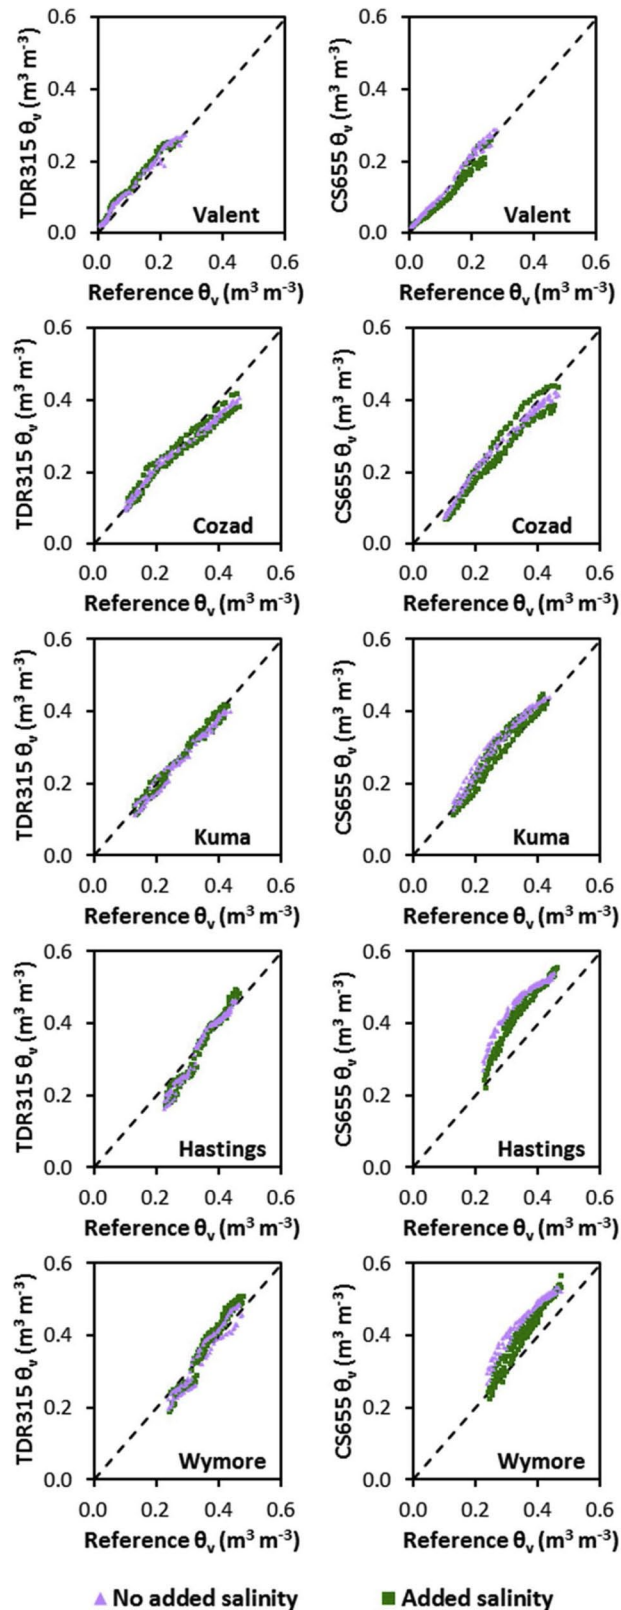 TDR315 θv (m³ m⁻³)
0.6
0.4
0.2
0.0
Valent
0.0 0.2 0.4 0.6
Reference θv (m³ m⁻³)
CS655 θv (m³ m⁻³)
0.6
0.4
0.2
0.0
Valent
0.0 0.2 0.4 0.6
Reference θv (m³ m⁻³)
TDR315 θv (m³ m⁻³)
0.6
0.4
0.2
0.0
Cozad
0.0 0.2 0.4 0.6
Reference θv (m³ m⁻³)
CS655 θv (m³ m⁻³)
0.6
0.4
0.2
0.0
Cozad
0.0 0.2 0.4 0.6
Reference θv (m³ m⁻³)
TDR315 θv (m³ m⁻³)
0.6
0.4
0.2
0.0
Kuma
0.0 0.2 0.4 0.6
Reference θv (m³ m⁻³)
CS655 θv (m³ m⁻³)
0.6
0.4
0.2
0.0
Kuma
0.0 0.2 0.4 0.6
Reference θv (m³ m⁻³)
TDR315 θv (m³ m⁻³)
0.6
0.4
0.2
0.0
Hastings
0.0 0.2 0.4 0.6
Reference θv (m³ m⁻³)
CS655 θv (m³ m⁻³)
0.6
0.4
0.2
0.0
Hastings
0.0 0.2 0.4 0.6
Reference θv (m³ m⁻³)
TDR315 θv (m³ m⁻³)
0.6
0.4
0.2
0.0
Wymore
0.0 0.2 0.4 0.6
Reference θv (m³ m⁻³)
CS655 θv (m³ m⁻³)
0.6
0.4
0.2
0.0
Wymore
0.0 0.2 0.4 0.6
Reference θv (m³ m⁻³)
No added salinity
Added salinity